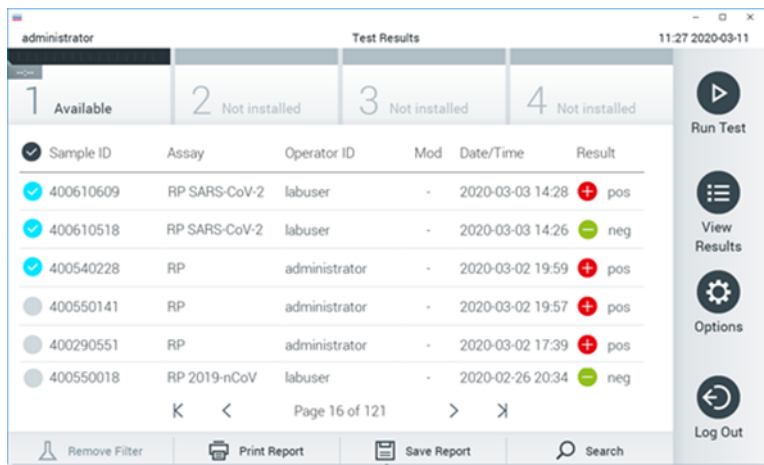 administrator Test Results 11:27 2020-03-11
1 Available 2 Not installed 3 Not installed 4 Not installed
Run Test
Sample ID Assay Operator ID Mod Date/Time Result
400610609 RP SARS-CoV-2 labuser - 2020-03-03 14:28 pos
400610518 RP SARS-CoV-2 labuser - 2020-03-03 14:26 neg
View
Results
400540228 RP administrator - 2020-03-02 19:59 pos
400550141 RP administrator - 2020-03-02 19:57 pos
Options
400290551 RP administrator - 2020-03-02 17:39 pos
400550018 RP 2019-nCoV labuser - 2020-02-26 20:34 neg
Page 16 of 121
Log Out
Remove Filter Print Report Save Report Search